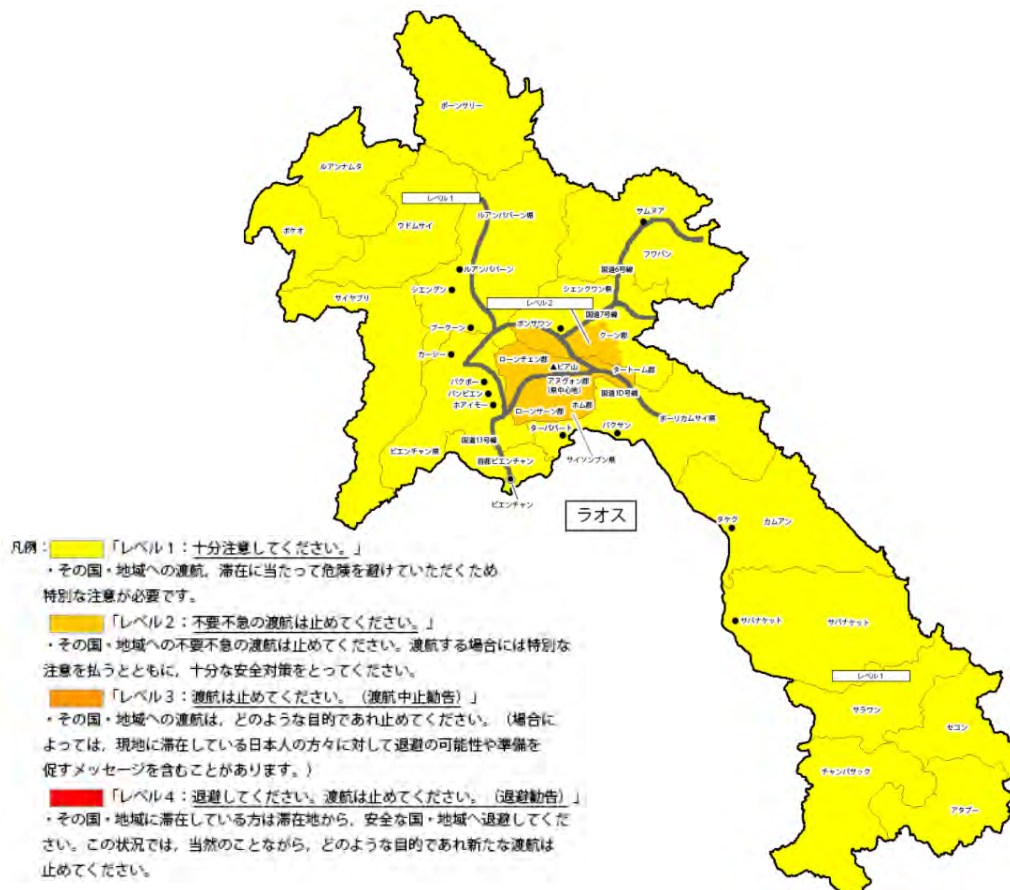 ポーンサリー
ルアンナムタ
レベル1
ルアンパバーン県
サムヌア
ボケオ
ウドムサイ
フワパン
国道6号線
ルアンパバーン
シエングン
シェンクワン県
サイヤブリ
レベル2
国道7号線
プークーン
ポンサワン
クーン郡
カーシー
ローンチェン郡
▲ビア山
タートーム郡
パクポー
アヌヴォン郡
(県中心地)
バンビエン
国道1D号線
ホアイモー
ローンサーン郡
ホム郡
ボーリカムサイ県
国道13号線
ターパバート
パクサン
ビエンチャン県
首都ビエンチャン
サイソンブン県
ビエンチャン
ラオス
タケク
カムアン
サバナケット
サバナケット
レベル1
サラワン
セコン
チャンパサック
アタプー
凡例:「レベル1:十分注意してください。」
・その国・地域への渡航,滞在に当たって危険を避けていただくため
特別な注意が必要です。
「レベル2:不要不急の渡航は止めてください。」
・その国・地域への不要不急の渡航は止めてください。渡航する場合には特別な
注意を払うとともに,十分な安全対策をとってください。
「レベル3:渡航は止めてください。(渡航中止勧告)」
・その国・地域への渡航は,どのような目的であれ止めてください。(場合に
よっては,現地に滞在している日本人の方々に対して退避の可能性や準備を
促すメッセージを含むことがあります。)
「レベル4:退避してください。渡航は止めてください。(退避勧告)」
・その国・地域に滞在している方は滞在地から,安全な国・地域へ退避してくだ
さい。この状況では,当然のことながら,どのような目的であれ新たな渡航は
止めてください。